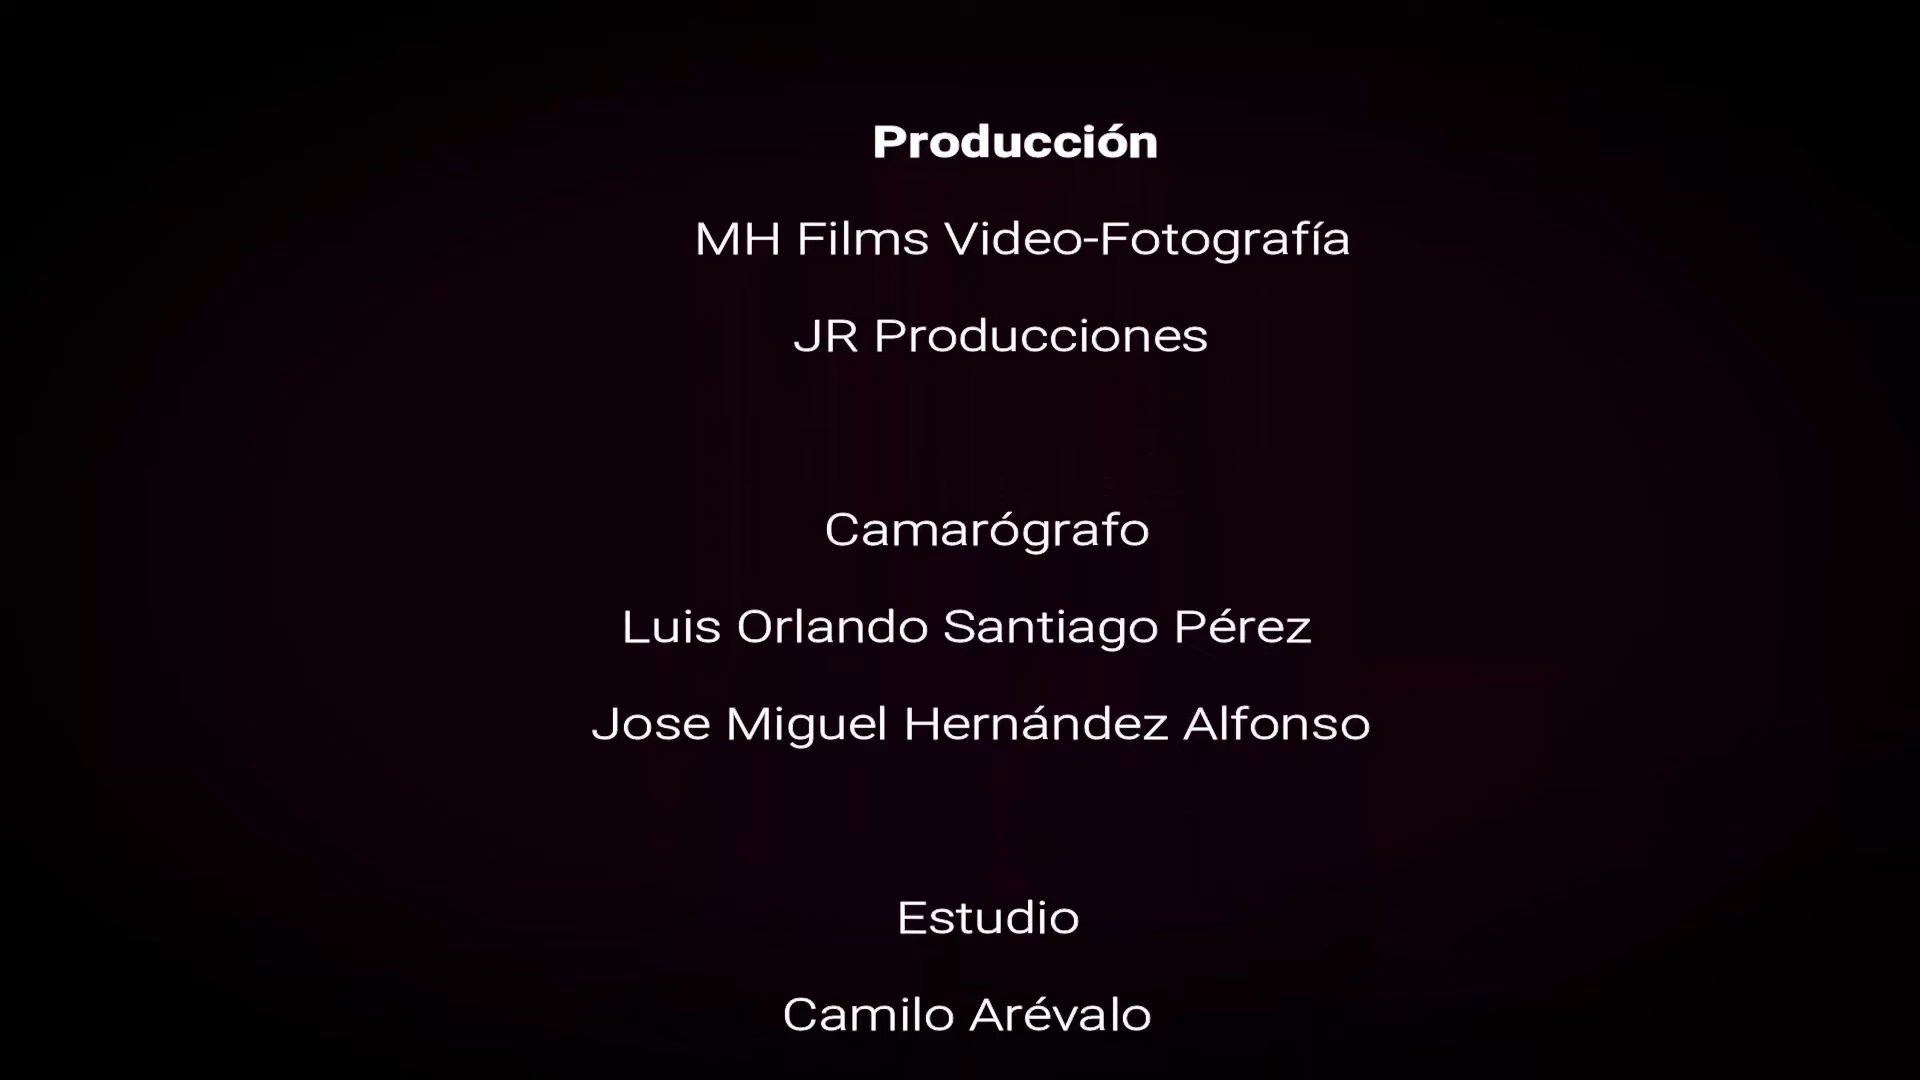 Producción
MH Films Video-Fotografía
JR Producciones
Camarógrafo
Luis Orlando Santiago Pérez
Jose Miguel Hernández Alfonso
Estudio
Camilo Arévalo